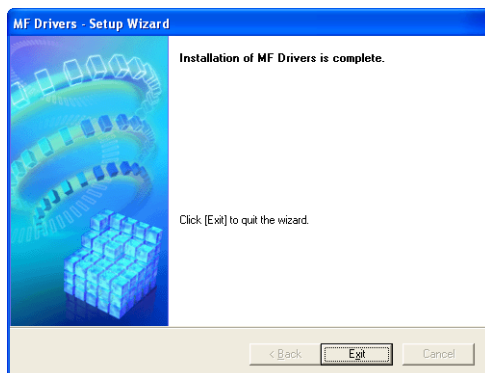 MF Drivers - Setup Wizard
Installation of MF Drivers is complete.
Click [Exit] to quit the wizard.
< Back
Exit
Cancel